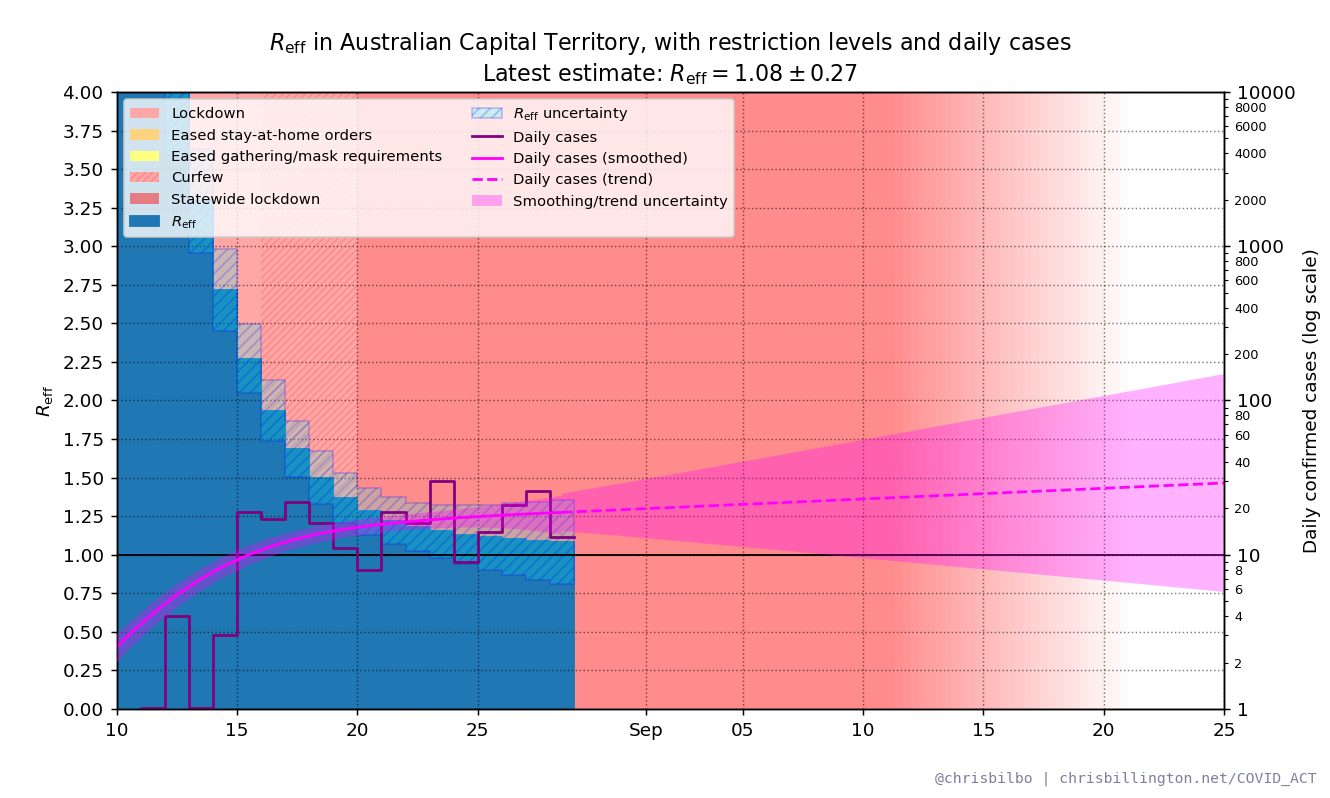 Reff in Australian Capital Territory, with restriction levels and daily cases
Latest estimate: Reff = 1.08 ± 0.27
Lockdown
Eased stay-at-home orders
Eased gathering/mask requirements
Curfew
Statewide lockdown
Reff
Reff uncertainty
Daily cases
Daily cases (smoothed)
Daily cases (trend)
Smoothing/trend uncertainty
Reff
4.00
3.75
3.50
3.25
3.00
2.75
2.50
2.25
2.00
1.75
1.50
1.25
1.00
0.75
0.50
0.25
0.00
10000
8000
6000
4000
2000
1000
800
600
400
200
100
80
60
40
20
10
8
6
4
2
1
Daily confirmed cases (log scale)
10 15 20 25 Sep 05 10 15 20 25
@chrisbilbo | chrisbillington.net/COVID_ACT